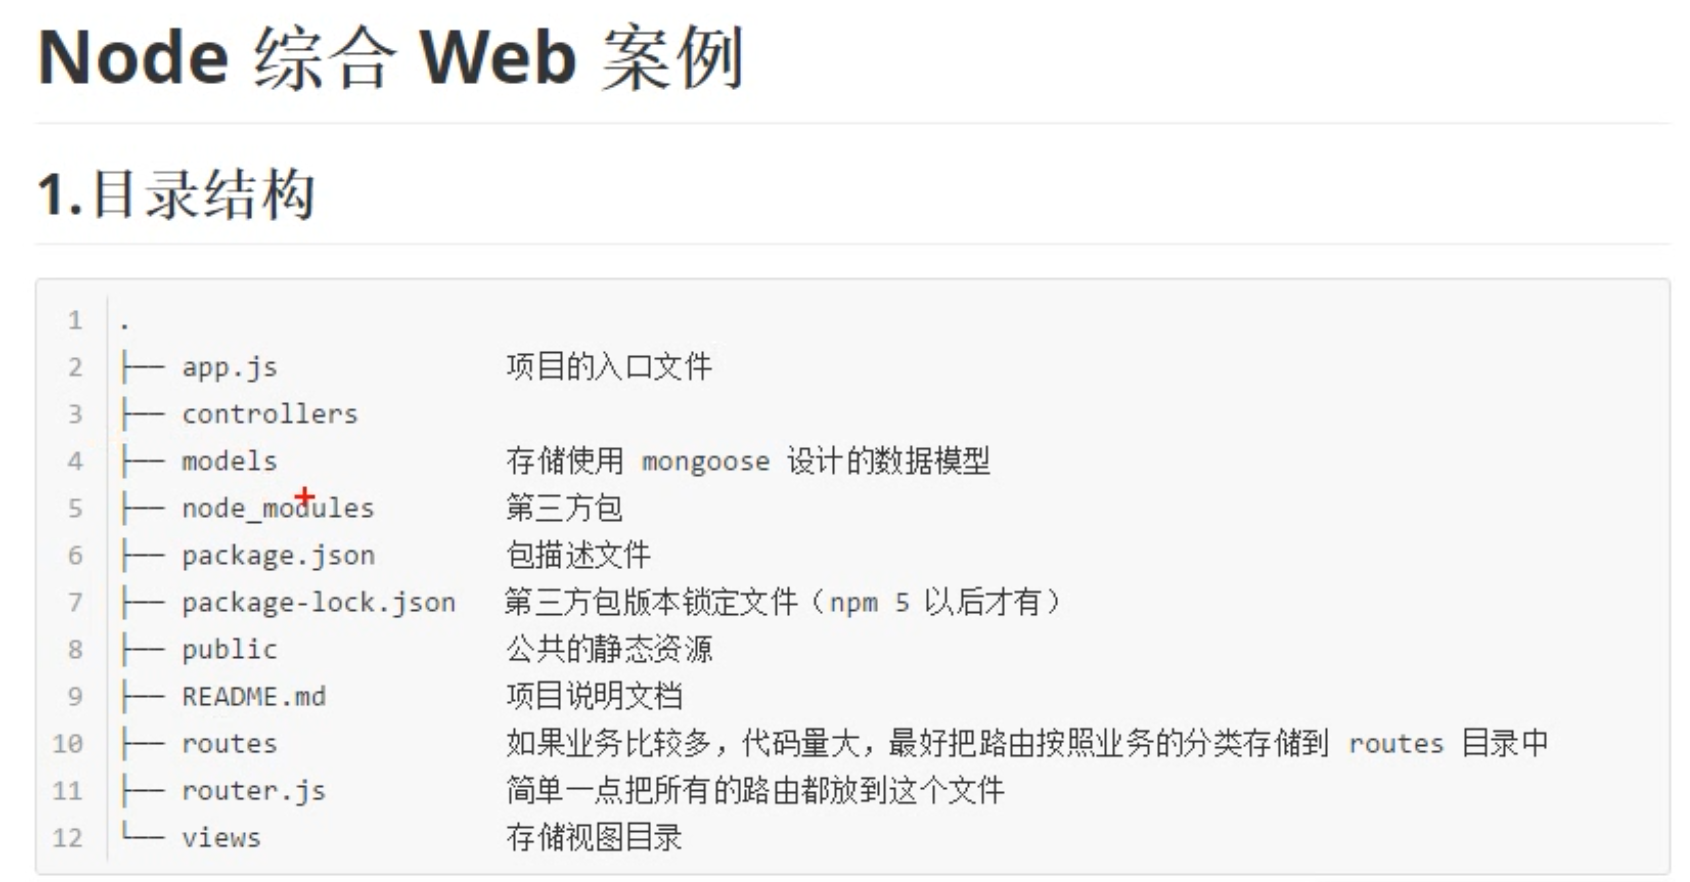 Node 综合 Web 案例
1.目录结构
1 .
2 ├── app.js 项目的入口文件
3 ├── controllers
4 ├── models 存储使用 mongoose 设计的数据模型
5 ├── node_modules 第三方包
6 ├── package.json 包描述文件
7 ├── package-lock.json 第三方包版本锁定文件（npm 5 以后才有）
8 ├── public 公共的静态资源
9 ├── README.md 项目说明文档
10 ├── routes 如果业务比较多，代码量大，最好把路由按照业务的分类存储到 routes 目录中
11 ├── router.js 简单一点把所有的路由都放到这个文件
12 └── views 存储视图目录